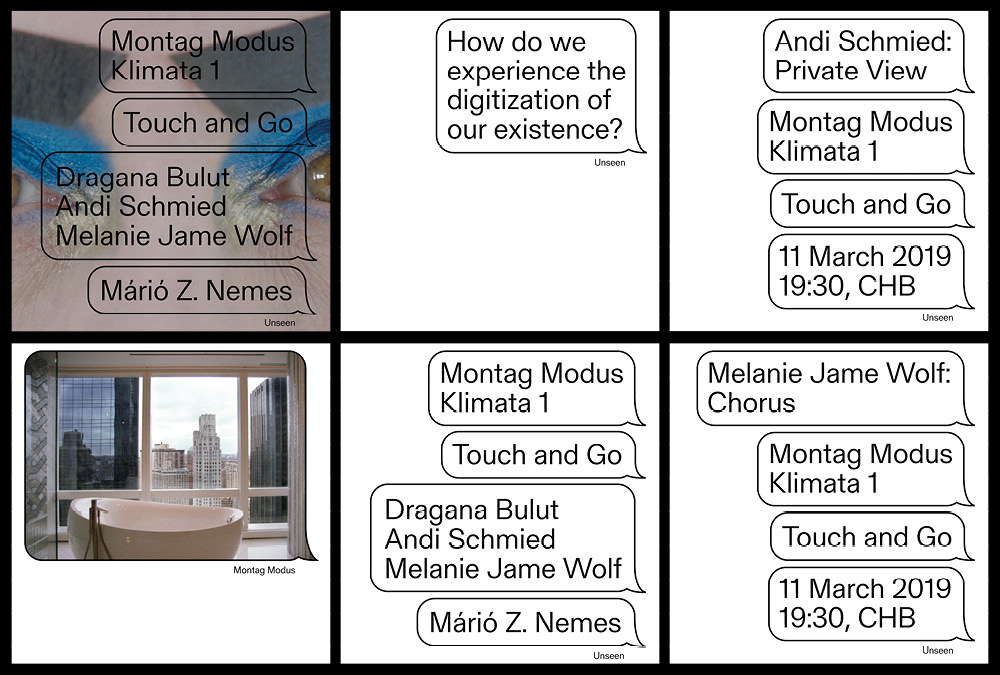 Montag Modus
Klimata 1
Touch and Go
Dragana Bulut
Andi Schmied
Melanie Jame Wolf
Márió Z. Nemes
Unseen
How do we
experience the
digitization of
our existence?
Unseen
Andi Schmied:
Private View
Montag Modus
Klimata 1
Touch and Go
11 March 2019
19:30, CHB
Unseen
Montag Modus
Montag Modus
Klimata 1
Touch and Go
Dragana Bulut
Andi Schmied
Melanie Jame Wolf
Márió Z. Nemes
Unseen
Melanie Jame Wolf:
Chorus
Montag Modus
Klimata 1
Touch and Go
11 March 2019
19:30, CHB
Unseen